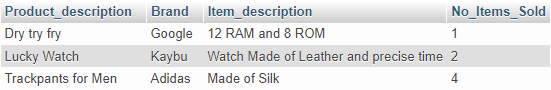 Product_description Brand Item_description No_Items_Sold
Dry try fry Google 12 RAM and 8 ROM 1
Lucky Watch Kaybu Watch Made of Leather and precise time 2
Trackpants for Men Adidas Made of Silk 4